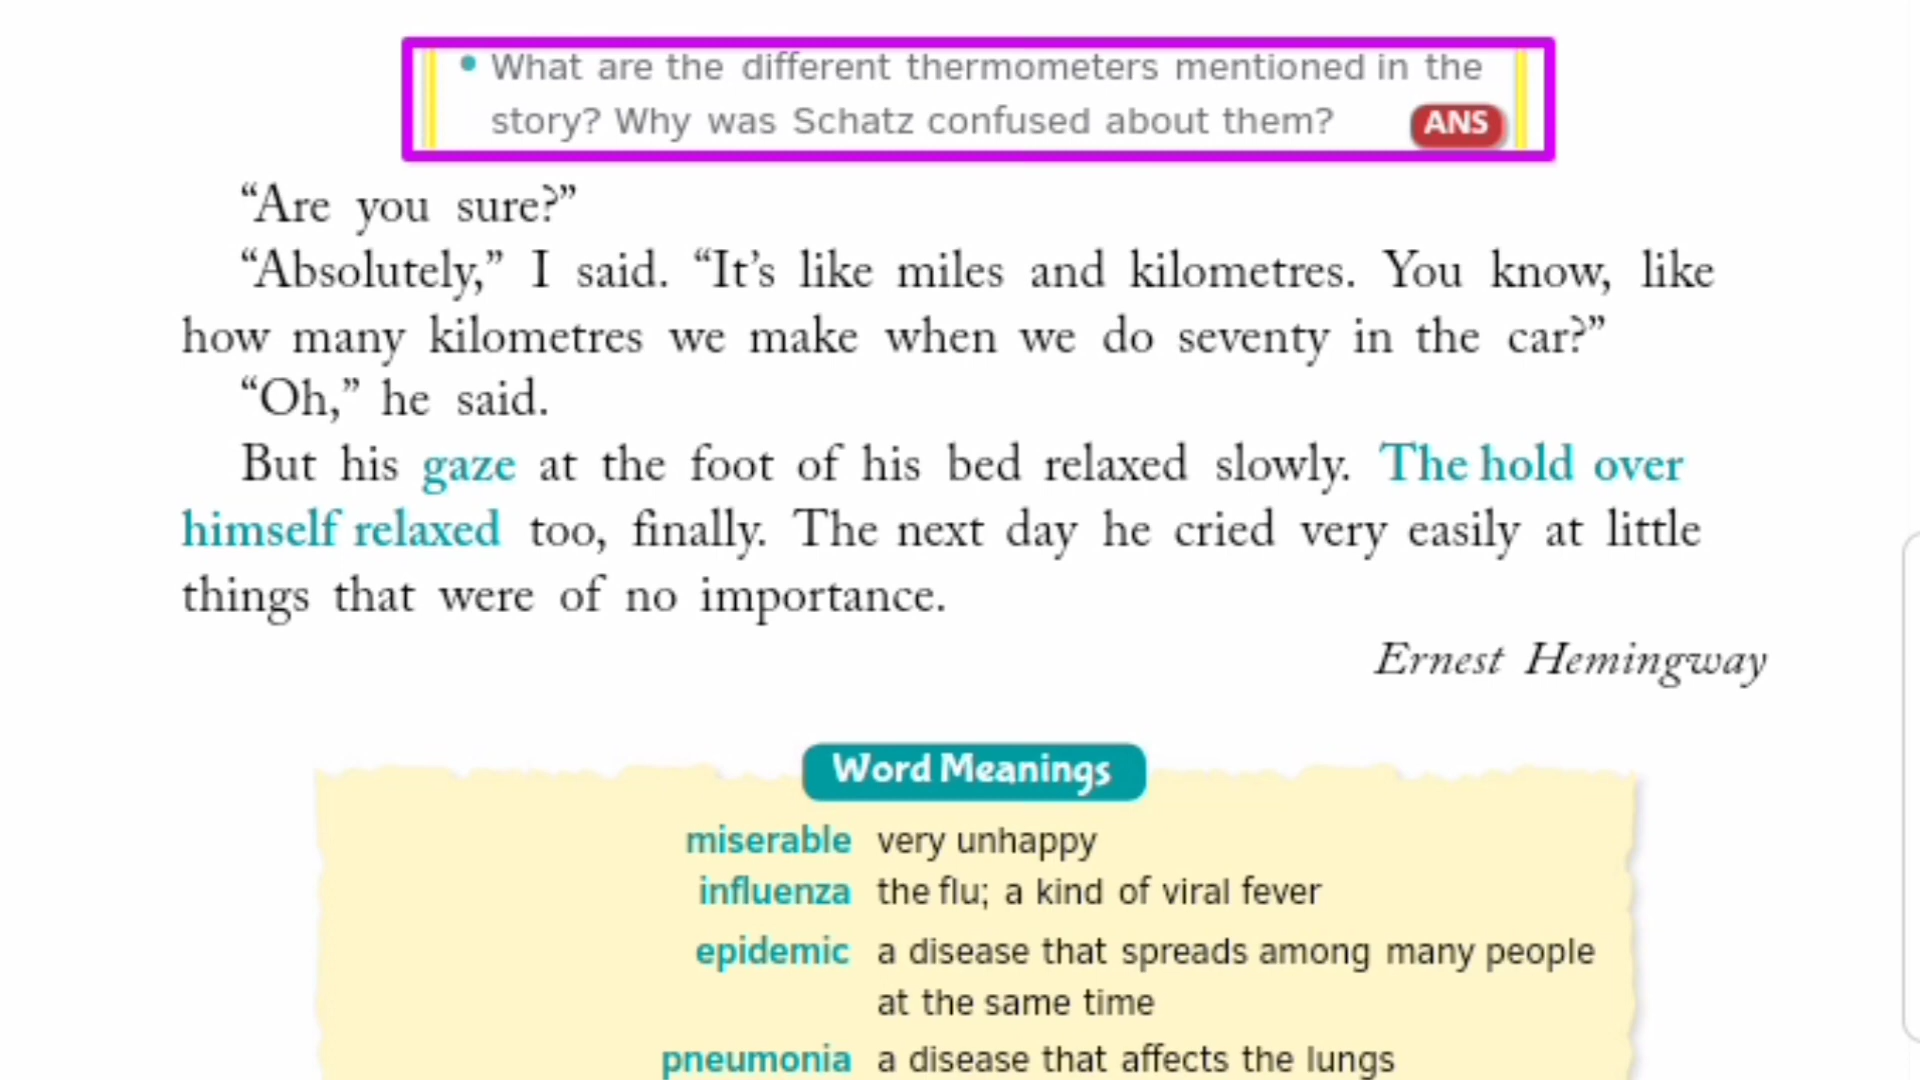 • What are the different thermometers mentioned in the
story? Why was Schatz confused about them? ANS
“Are you sure?”
“Absolutely,” I said. “It’s like miles and kilometres. You know, like
how many kilometres we make when we do seventy in the car?”
“Oh,” he said.
But his gaze at the foot of his bed relaxed slowly. The hold over
himself relaxed too, finally. The next day he cried very easily at little
things that were of no importance.
Ernest Hemingway
Word Meanings
miserable very unhappy
influenza the flu; a kind of viral fever
epidemic a disease that spreads among many people
at the same time
pneumonia a disease that affects the lungs